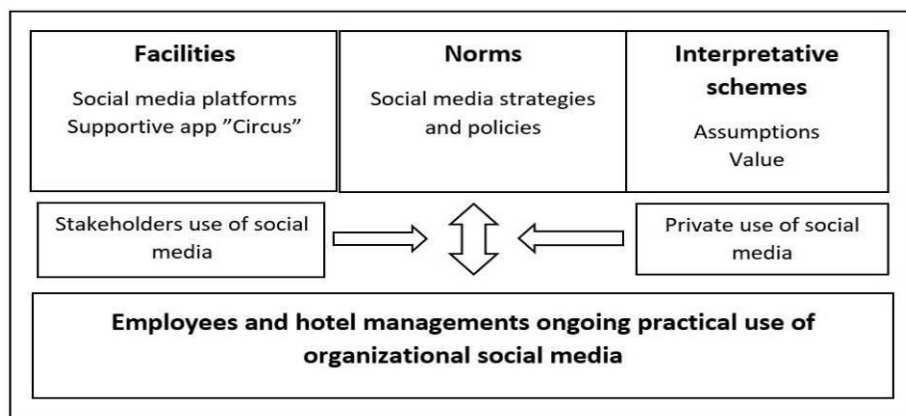 Facilities
Social media platforms
Supportive app ”Circus”
Norms
Social media strategies
and policies
Interpretative
schemes
Assumptions
Value
Stakeholders use of social
media
Private use of social
media
Employees and hotel managements ongoing practical use of
organizational social media